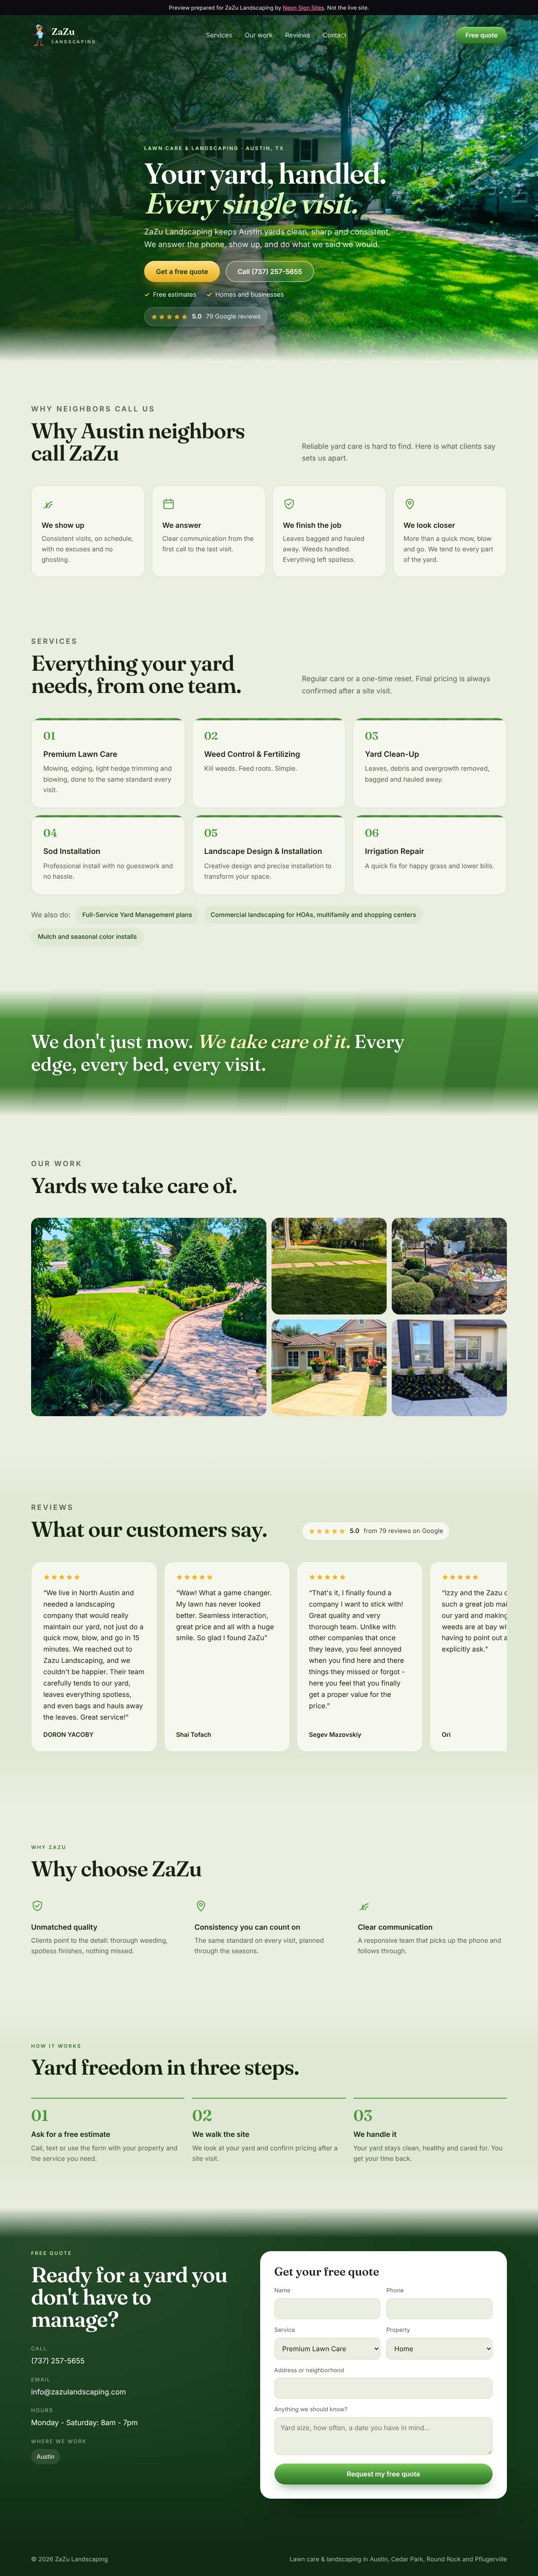 Preview prepared for ZaZu Landscaping by Neon Sign Sites. Not the live site.
ZaZu
LANDSCAPING
Services Our work Reviews Contact
Free quote
LAWN CARE & LANDSCAPING · AUSTIN, TX
Your yard, handled.
Every single visit.
ZaZu Landscaping keeps Austin yards clean, sharp and consistent.
We answer the phone, show up, and do what we said we would.
Get a free quote
Call (737) 257-5655
✓ Free estimates ✓ Homes and businesses
★★★★★ 5.0 79 Google reviews
WHY NEIGHBORS CALL US
Why Austin neighbors
call ZaZu
Reliable yard care is hard to find. Here is what clients say
sets us apart.
We show up
Consistent visits, on schedule,
with no excuses and no
ghosting.
We answer
Clear communication from the
first call to the last visit.
We finish the job
Leaves bagged and hauled
away. Weeds handled.
Everything left spotless.
We look closer
More than a quick mow, blow
and go. We tend to every part
of the yard.
SERVICES
Everything your yard
needs, from one team.
Regular care or a one-time reset. Final pricing is always
confirmed after a site visit.
01
Premium Lawn Care
Mowing, edging, light hedge trimming and
blowing, done to the same standard every
visit.
02
Weed Control & Fertilizing
Kill weeds. Feed roots. Simple.
03
Yard Clean-Up
Leaves, debris and overgrowth removed,
bagged and hauled away.
04
Sod Installation
Professional install with no guesswork and
no hassle.
05
Landscape Design & Installation
Creative design and precise installation to
transform your space.
06
Irrigation Repair
A quick fix for happy grass and lower bills.
We also do: Full-Service Yard Management plans Commercial landscaping for HOAs, multifamily and shopping centers
Mulch and seasonal color installs
We don't just mow. We take care of it. Every
edge, every bed, every visit.
OUR WORK
Yards we take care of.
REVIEWS
What our customers say.
★★★★★ 5.0 from 79 reviews on Google
★★★★★
"We live in North Austin and
needed a landscaping
company that would really
maintain our yard, not just do a
quick mow, blow, and go in 15
minutes. We reached out to
Zazu Landscaping, and we
couldn't be happier. Their team
carefully tends to our yard,
leaves everything spotless,
and even bags and hauls away
the leaves. Great service!"
DORON YACOBY
★★★★★
"Waw! What a game changer.
My lawn has never looked
better. Seamless interaction,
great price and all with a huge
smile. So glad I found ZaZu"
Shai Tofach
★★★★★
"That's it, I finally found a
company I want to stick with!
Great quality and very
thorough team. Unlike with
other companies that once
they leave, you feel annoyed
when you find here and there
things they missed or forgot -
here you feel that you finally
get a proper value for the
price."
Segev Mazovskiy
★★★★★
"Izzy and the Zazu
such a great job
our yard and making
weeds are at bay
having to point out
explicitly ask."
Ori
WHY ZAZU
Why choose ZaZu
Unmatched quality
Clients point to the detail: thorough weeding,
spotless finishes, nothing missed.
Consistency you can count on
The same standard on every visit, planned
through the seasons.
Clear communication
A responsive team that picks up the phone and
follows through.
HOW IT WORKS
Yard freedom in three steps.
01
Ask for a free estimate
Call, text or use the form with your property and
the service you need.
02
We walk the site
We look at your yard and confirm pricing after a
site visit.
03
We handle it
Your yard stays clean, healthy and cared for. You
get your time back.
FREE QUOTE
Ready for a yard you
don't have to
manage?
CALL
(737) 257-5655
EMAIL
info@zazulandscaping.com
HOURS
Monday - Saturday: 8am - 7pm
WHERE WE WORK
Austin
Get your free quote
Name Phone
Service Property
Premium Lawn Care Home
Address or neighborhood
Anything we should know?
Yard size, how often, a date you have in mind...
Request my free quote
© 2026 ZaZu Landscaping
Lawn care & landscaping in Austin, Cedar Park, Round Rock and Pflugerville